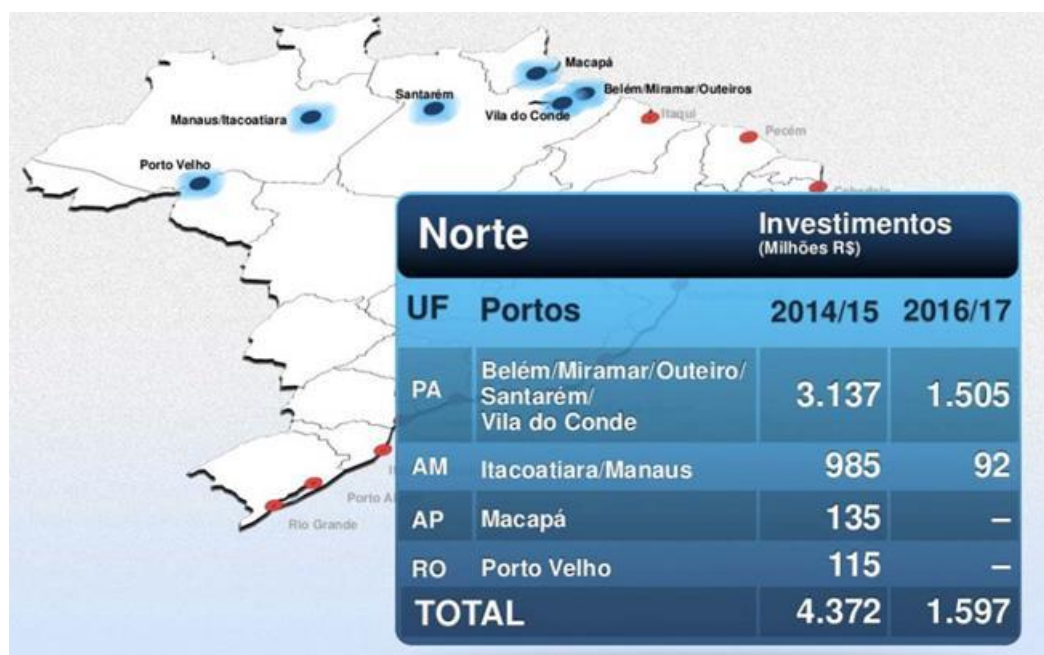 Macapá
Santarém
Belém/Miramar/Outeiros
Manaus/Itacoatiara
Vila do Conde
Itaqui
Pecém
Porto Velho
Cabedelo
Norte
Investimentos
(Milhões R$)
UF Portos 2014/15 2016/17
PA Belém/Miramar/Outeiro/
Santarém/
Vila do Conde 3.137 1.505
AM Itacoatiara/Manaus 985 92
AP Macapá 135 –
RO Porto Velho 115 –
TOTAL 4.372 1.597
Porto
Rio Grande